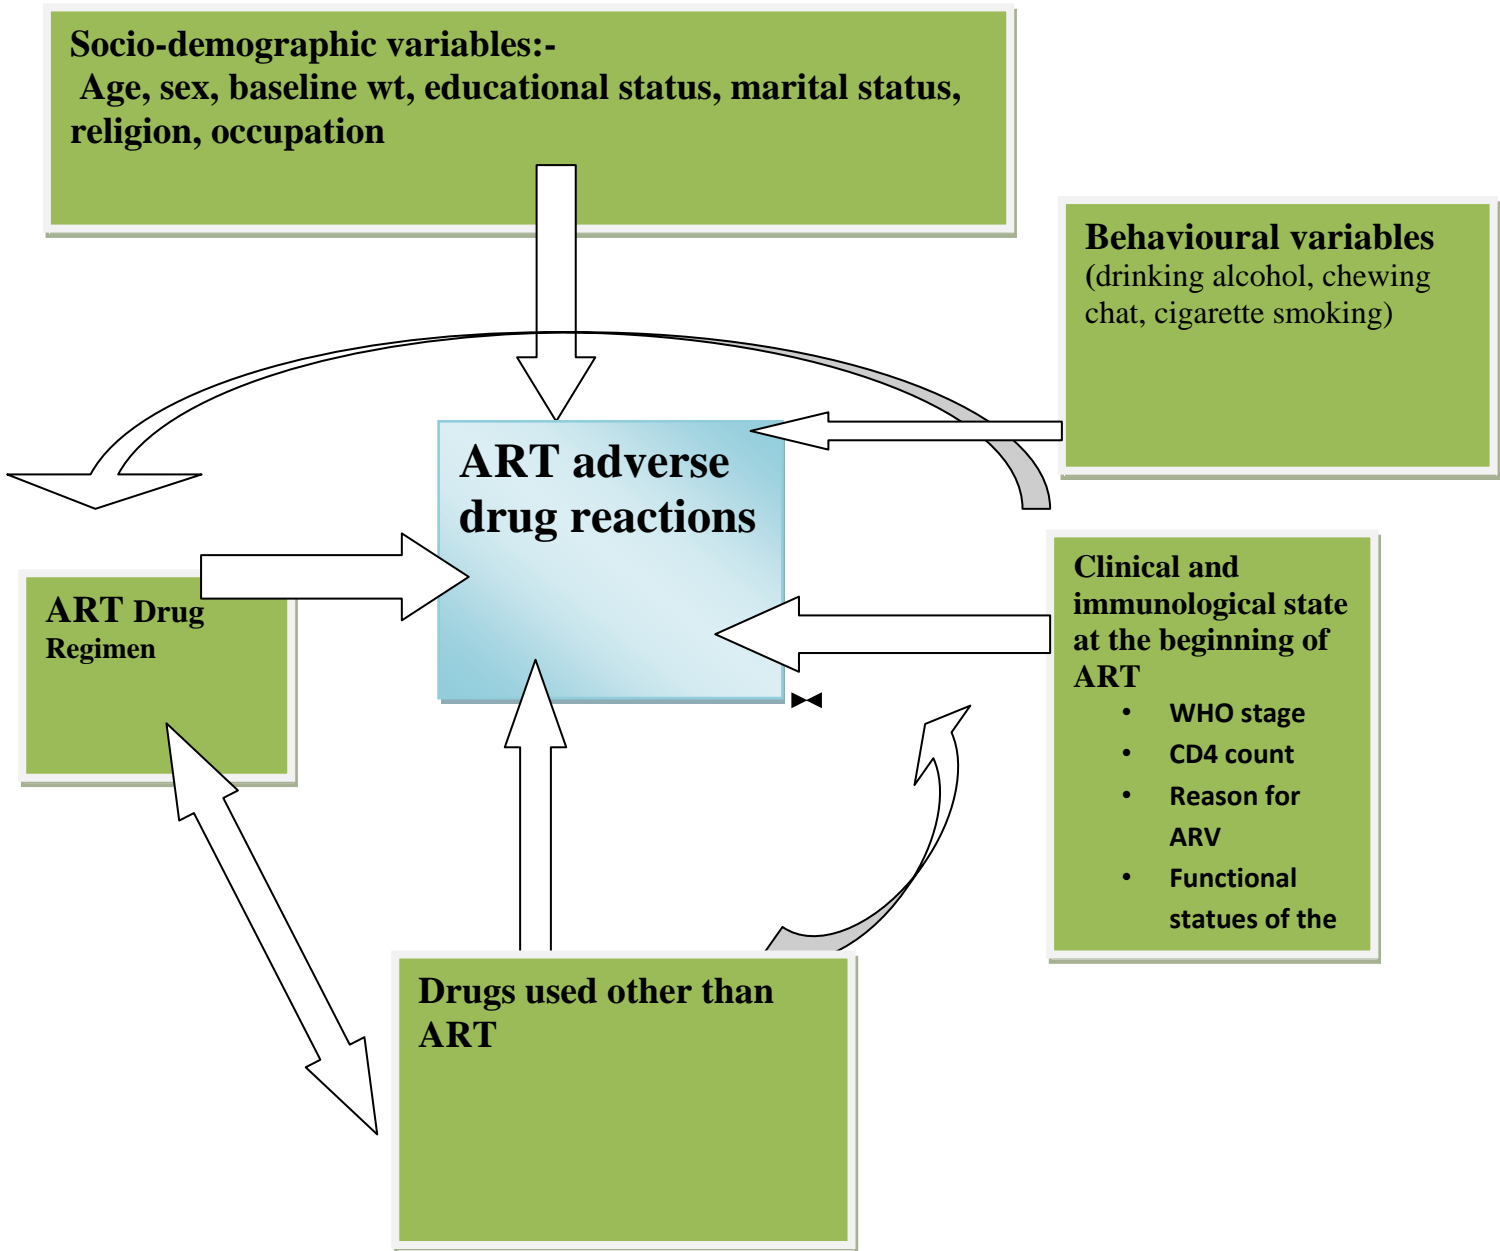 Socio-demographic variables:-
Age, sex, baseline wt, educational status, marital status,
religion, occupation
Behavioural variables
(drinking alcohol, chewing
chat, cigarette smoking)
ART adverse
drug reactions
ART Drug
Regimen
Clinical and
immunological state
at the beginning of
ART
• WHO stage
• CD4 count
• Reason for
ARV
• Functional
statues of the
Drugs used other than
ART